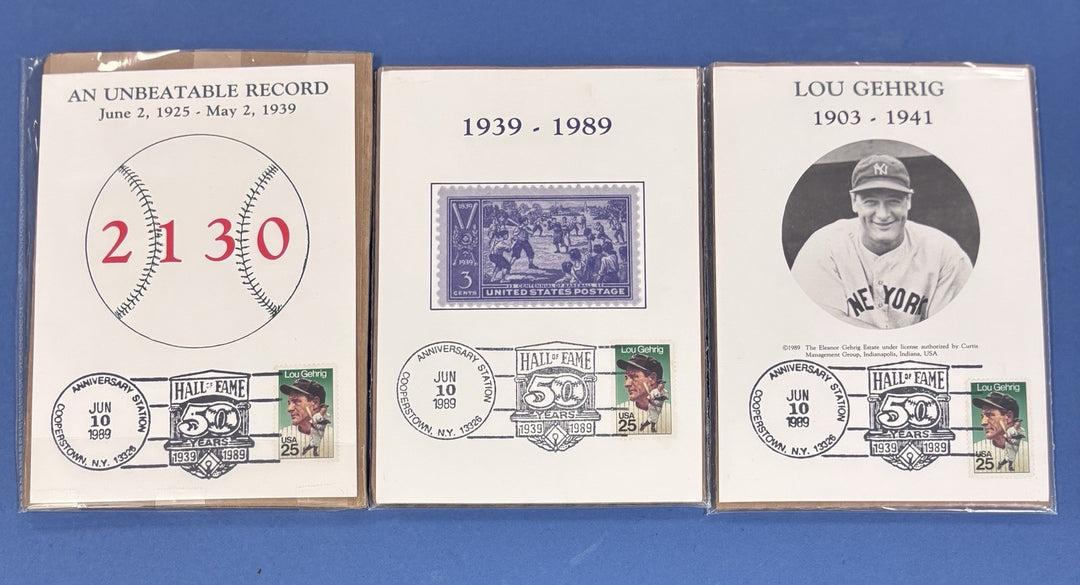 AN UNBEATABLE RECORD
June 2, 1925 - May 2, 1939
2130
ANNIVERSARY STATION
JUN
10
1989
COOPERSTOWN, N.Y. 13326
HALL OF FAME
50
YEARS
1939 1989
Lou Gehrig
USA
25
1939 - 1989
1839
1939
3
CENTS
CENTENNIAL OF BASEBALL
UNITED STATES POSTAGE
ANNIVERSARY STATION
JUN
10
1989
COOPERSTOWN, N.Y. 13326
HALL OF FAME
50
YEARS
1939 1989
Lou Gehrig
USA
25
LOU GEHRIG
1903 - 1941
NY
NEW YORK
©1989 The Eleanor Gehrig Estate under license authorized by Curtis
Management Group, Indianapolis, Indiana, USA
ANNIVERSARY STATION
JUN
10
1989
COOPERSTOWN, N.Y. 13326
HALL OF FAME
50
YEARS
1939 1989
Lou Gehrig
USA
25